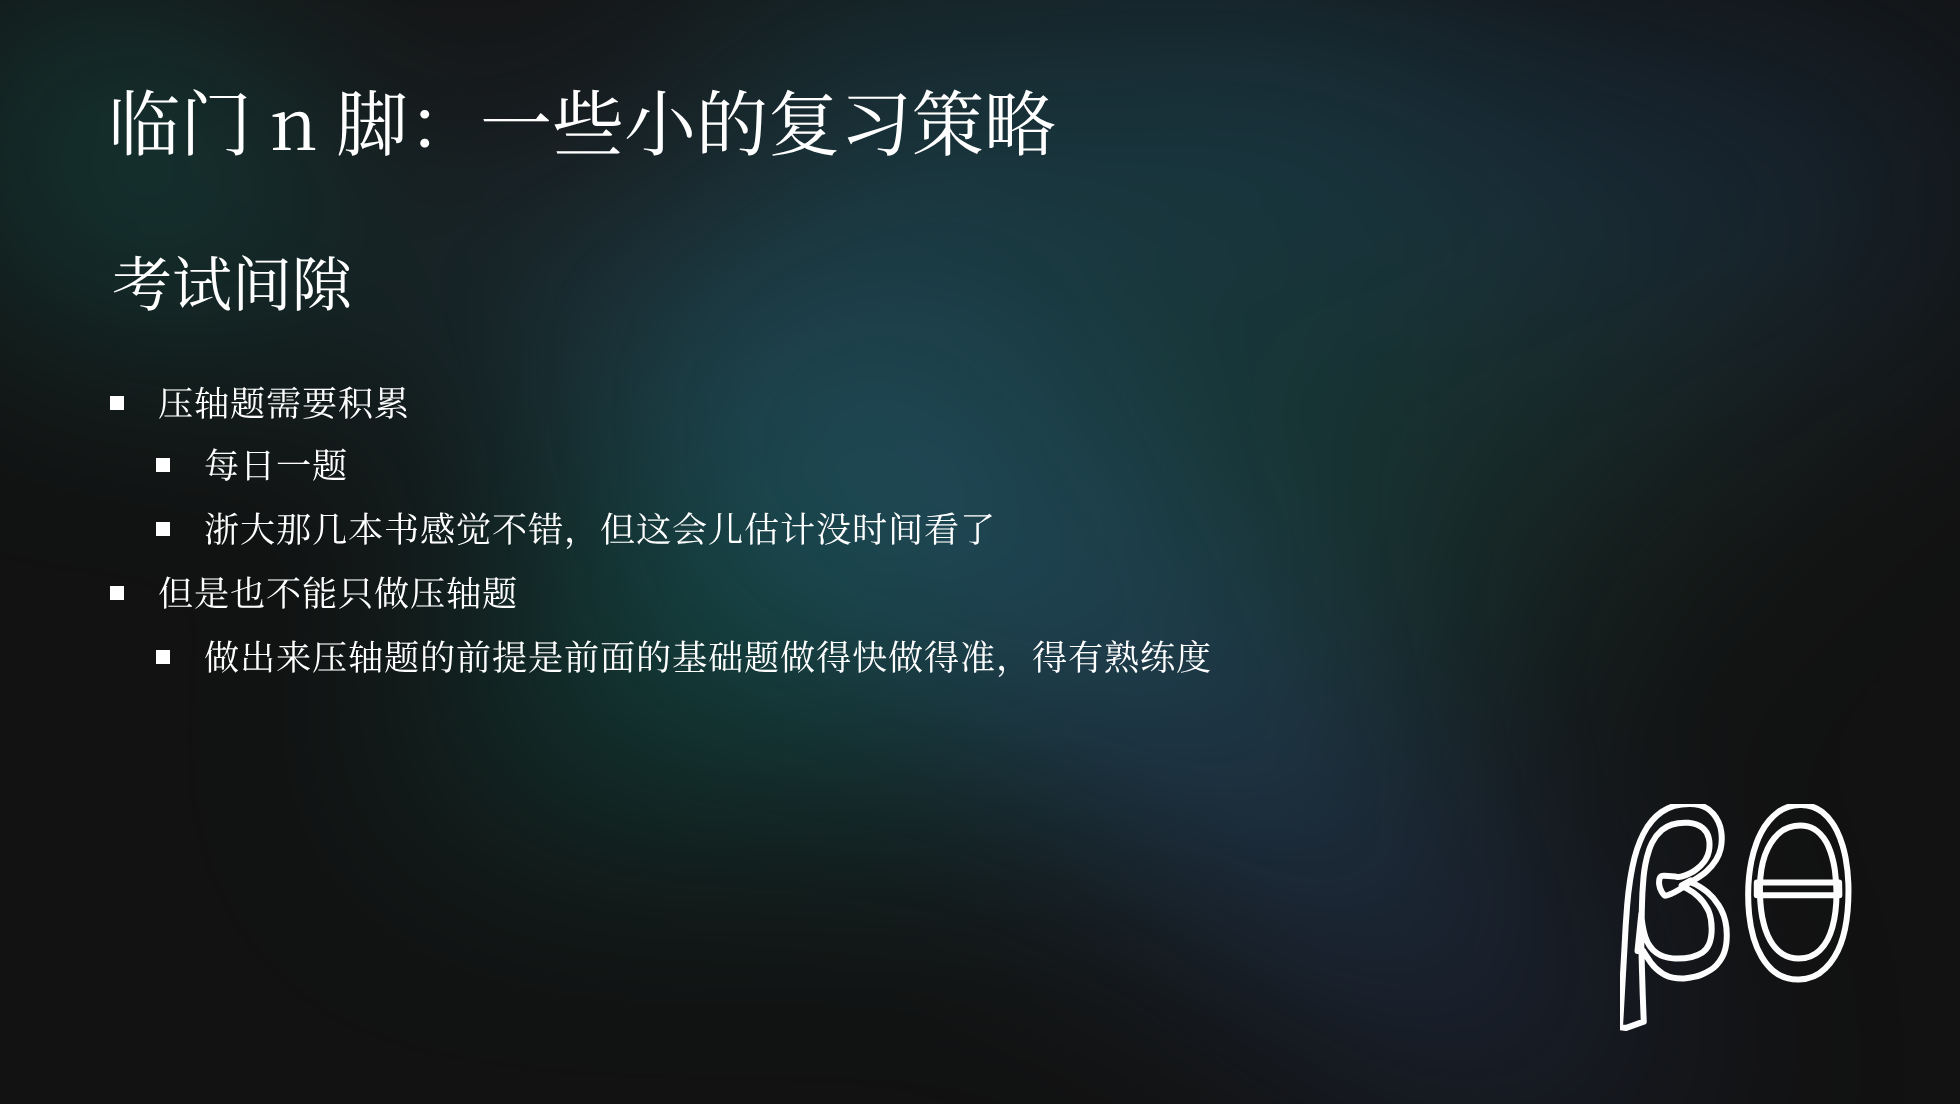 临门 n 脚：一些小的复习策略
考试间隙
压轴题需要积累
每日一题
浙大那几本书感觉不错，但这会儿估计没时间看了
但是也不能只做压轴题
做出来压轴题的前提是前面的基础题做得快做得准，得有熟练度
βθ